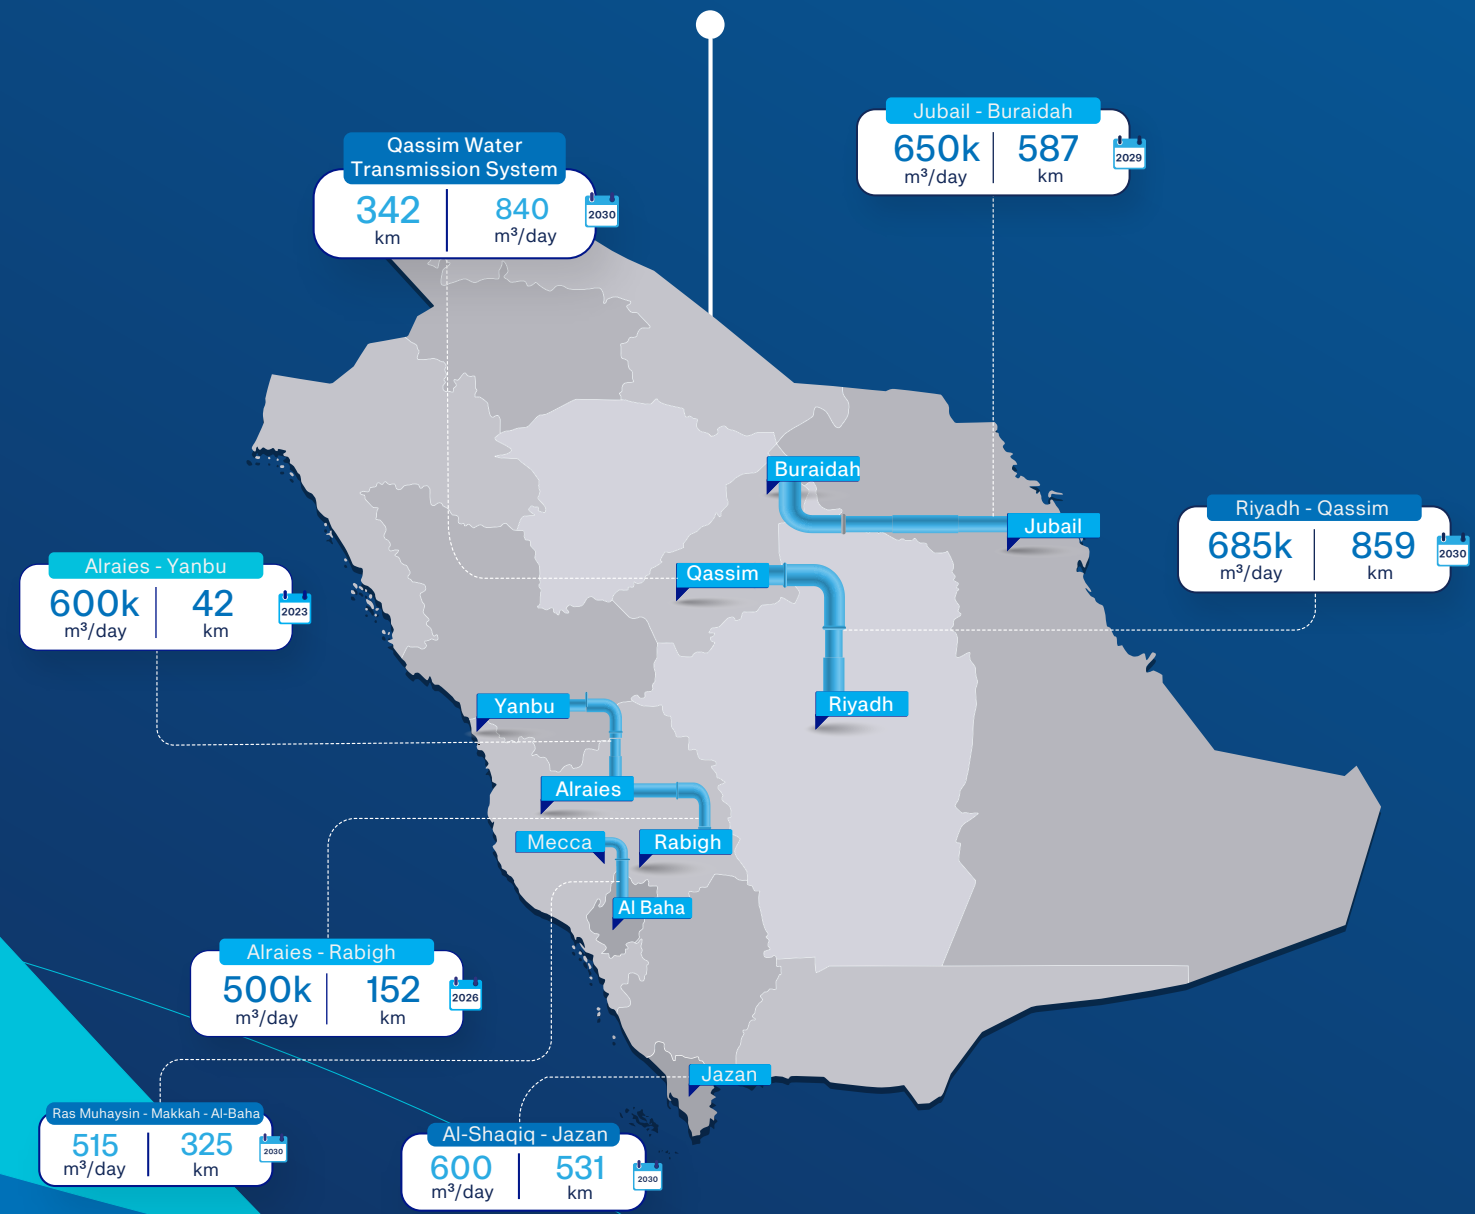 Jubail - Buraidah
650k
m³/day
587
km
2029
Qassim Water
Transmission System
342
km
840
m³/day
2030
Buraidah
Jubail
Riyadh - Qassim
685k
m³/day
859
km
2030
Qassim
Riyadh
Alraies - Yanbu
600k
m³/day
42
km
2023
Yanbu
Alraies
Mecca
Rabigh
Al Baha
Alraies - Rabigh
500k
m³/day
152
km
2026
Jazan
Ras Muhaysin - Makkah - Al-Baha
515
m³/day
325
km
2030
Al-Shaqiq - Jazan
600
m³/day
531
km
2030